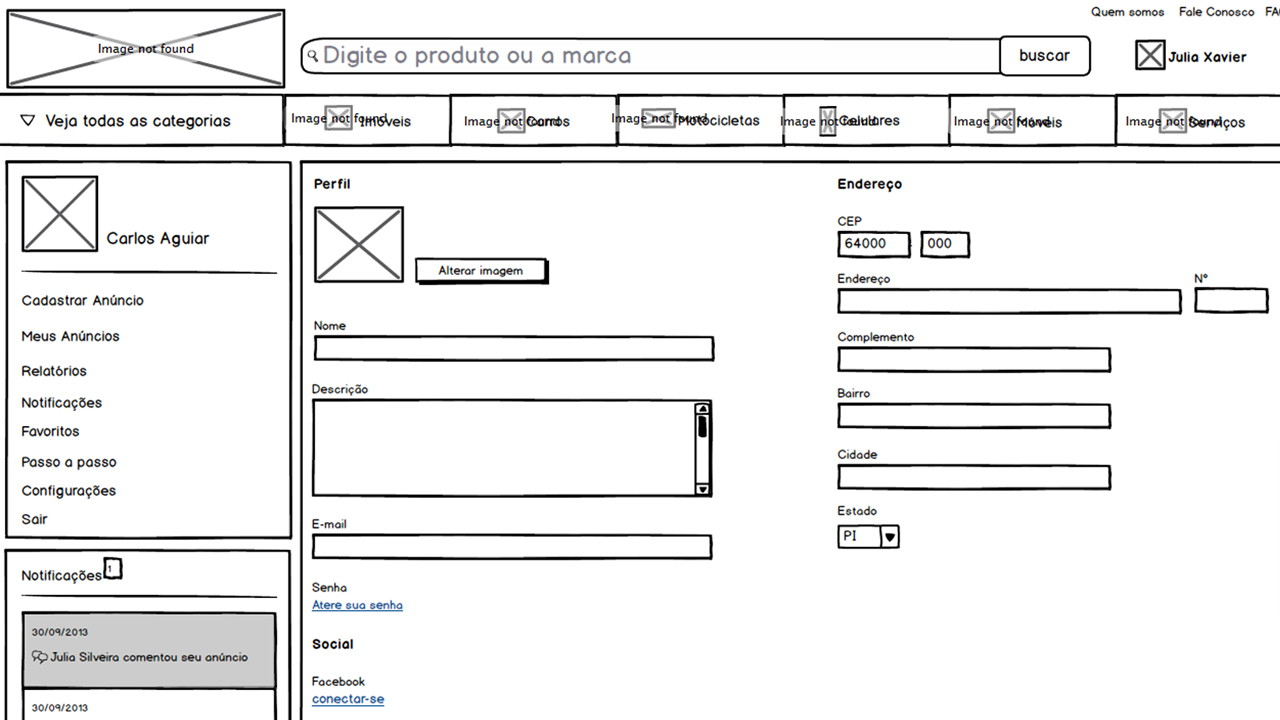 Quem somos Fale Conosco FA
Image not found
Digite o produto ou a marca
buscar
Julia Xavier
Veja todas as categorias
Image not found Imóveis
Image not found Carros
Image not found Motocicletas
Image not found Celulares
Image not found Móveis
Image not found Serviços
Carlos Aguiar
Cadastrar Anúncio
Meus Anúncios
Relatórios
Notificações
Favoritos
Passo a passo
Configurações
Sair
Notificações 1
30/09/2013
Julia Silveira comentou seu anúncio
30/09/2013
Perfil
Alterar imagem
Nome
Descrição
E-mail
Senha
Atere sua senha
Social
Facebook
conectar-se
Endereço
CEP
64000 000
Endereço Nº
Complemento
Bairro
Cidade
Estado
PI